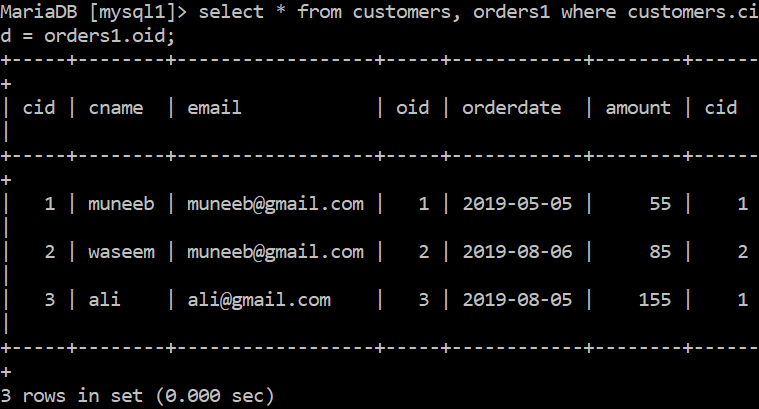 MariaDB [mysql1]> select * from customers, orders1 where customers.ci
d = orders1.oid;
+-----+--------+------------------+-----+------------+--------+------
+
| cid | cname  | email            | oid | orderdate  | amount | cid
|
+-----+--------+------------------+-----+------------+--------+------
+
|   1 | muneeb | muneeb@gmail.com |   1 | 2019-05-05 |     55 |    1
|
|   2 | waseem | muneeb@gmail.com |   2 | 2019-08-06 |     85 |    2
|
|   3 | ali    | ali@gmail.com    |   3 | 2019-08-05 |    155 |    1
|
+-----+--------+------------------+-----+------------+--------+------
+
3 rows in set (0.000 sec)